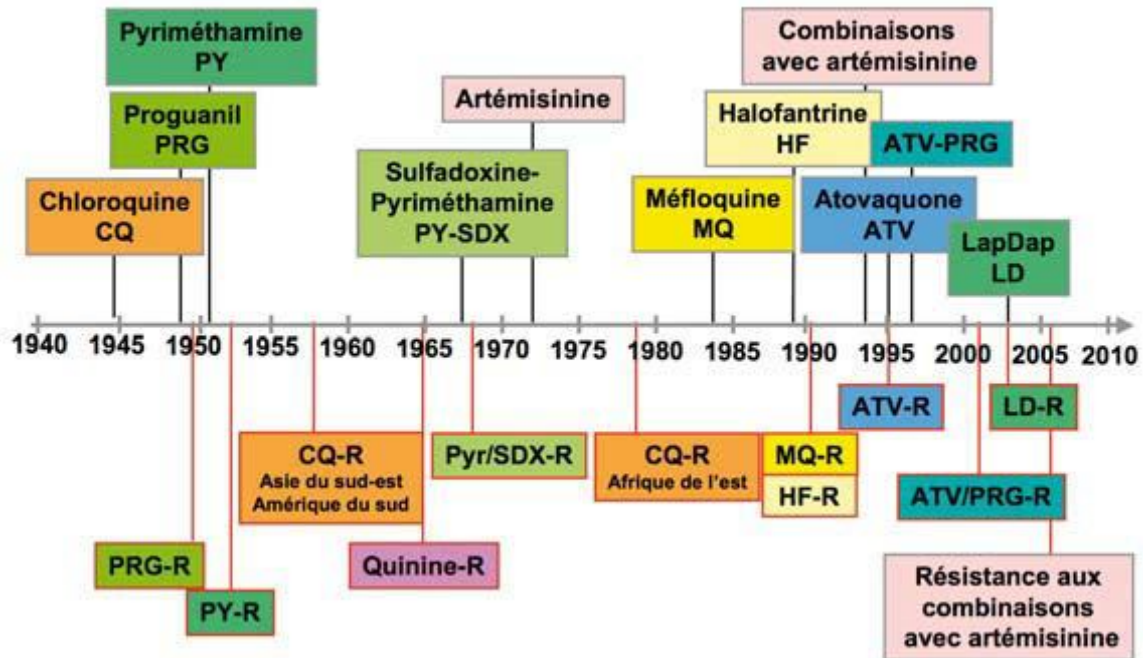 Pyriméthamine
PY
Combinaisons
avec artémisinine
Proguanil
PRG
Artémisinine
Halofantrine
HF
ATV-PRG
Chloroquine
CQ
Sulfadoxine-
Pyriméthamine
PY-SDX
Méfloquine
MQ
Atovaquone
ATV
LapDap
LD
1940 1945 1950 1955 1960 1965 1970 1975 1980 1985 1990 1995 2000 2005 2010
ATV-R
LD-R
CQ-R
Asie du sud-est
Amérique du sud
Pyr/SDX-R
CQ-R
Afrique de l'est
MQ-R
HF-R
ATV/PRG-R
PRG-R
Quinine-R
PY-R
Résistance aux
combinaisons
avec artémisinine